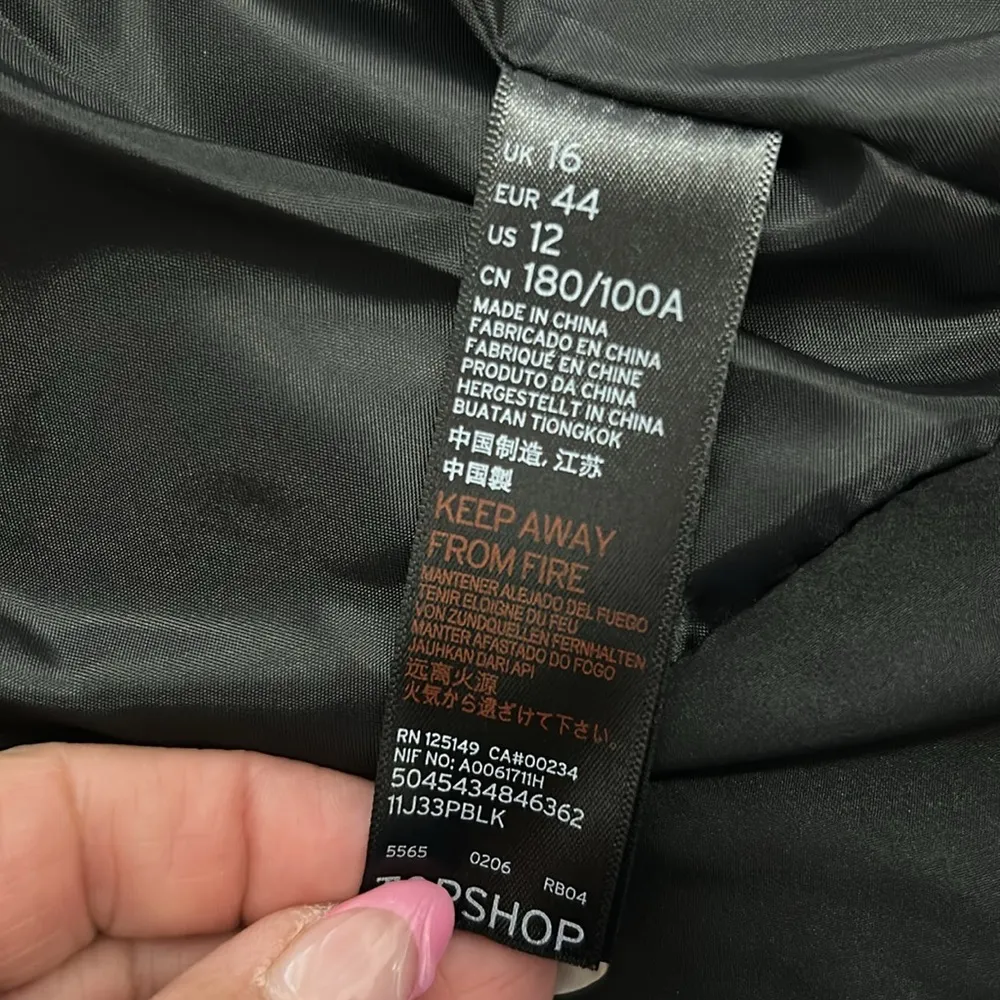 UK 16
EUR 44
US 12
CN 180/100A
MADE IN CHINA
FABRICADO EN CHINA
FABRIQUÉ EN CHINE
PRODUTO DA CHINA
HERGESTELLT IN CHINA
BUATAN TIONGKOK
中国制造, 江苏
中国製
KEEP AWAY
FROM FIRE
MANTENER ALEJADO DEL FUEGO
TENIR ELOIGNE DU FEU
VON ZUNDQUELLEN FERNHALTEN
MANTER AFASTADO DO FOGO
JAUHKAN DARI API
远离火源
火気から遠ざけて下さい。
RN 125149 CA#00234
NIF NO: A0061711H
5045434846362
11J33PBLK
5565 0206 RB04
TOPSHOP